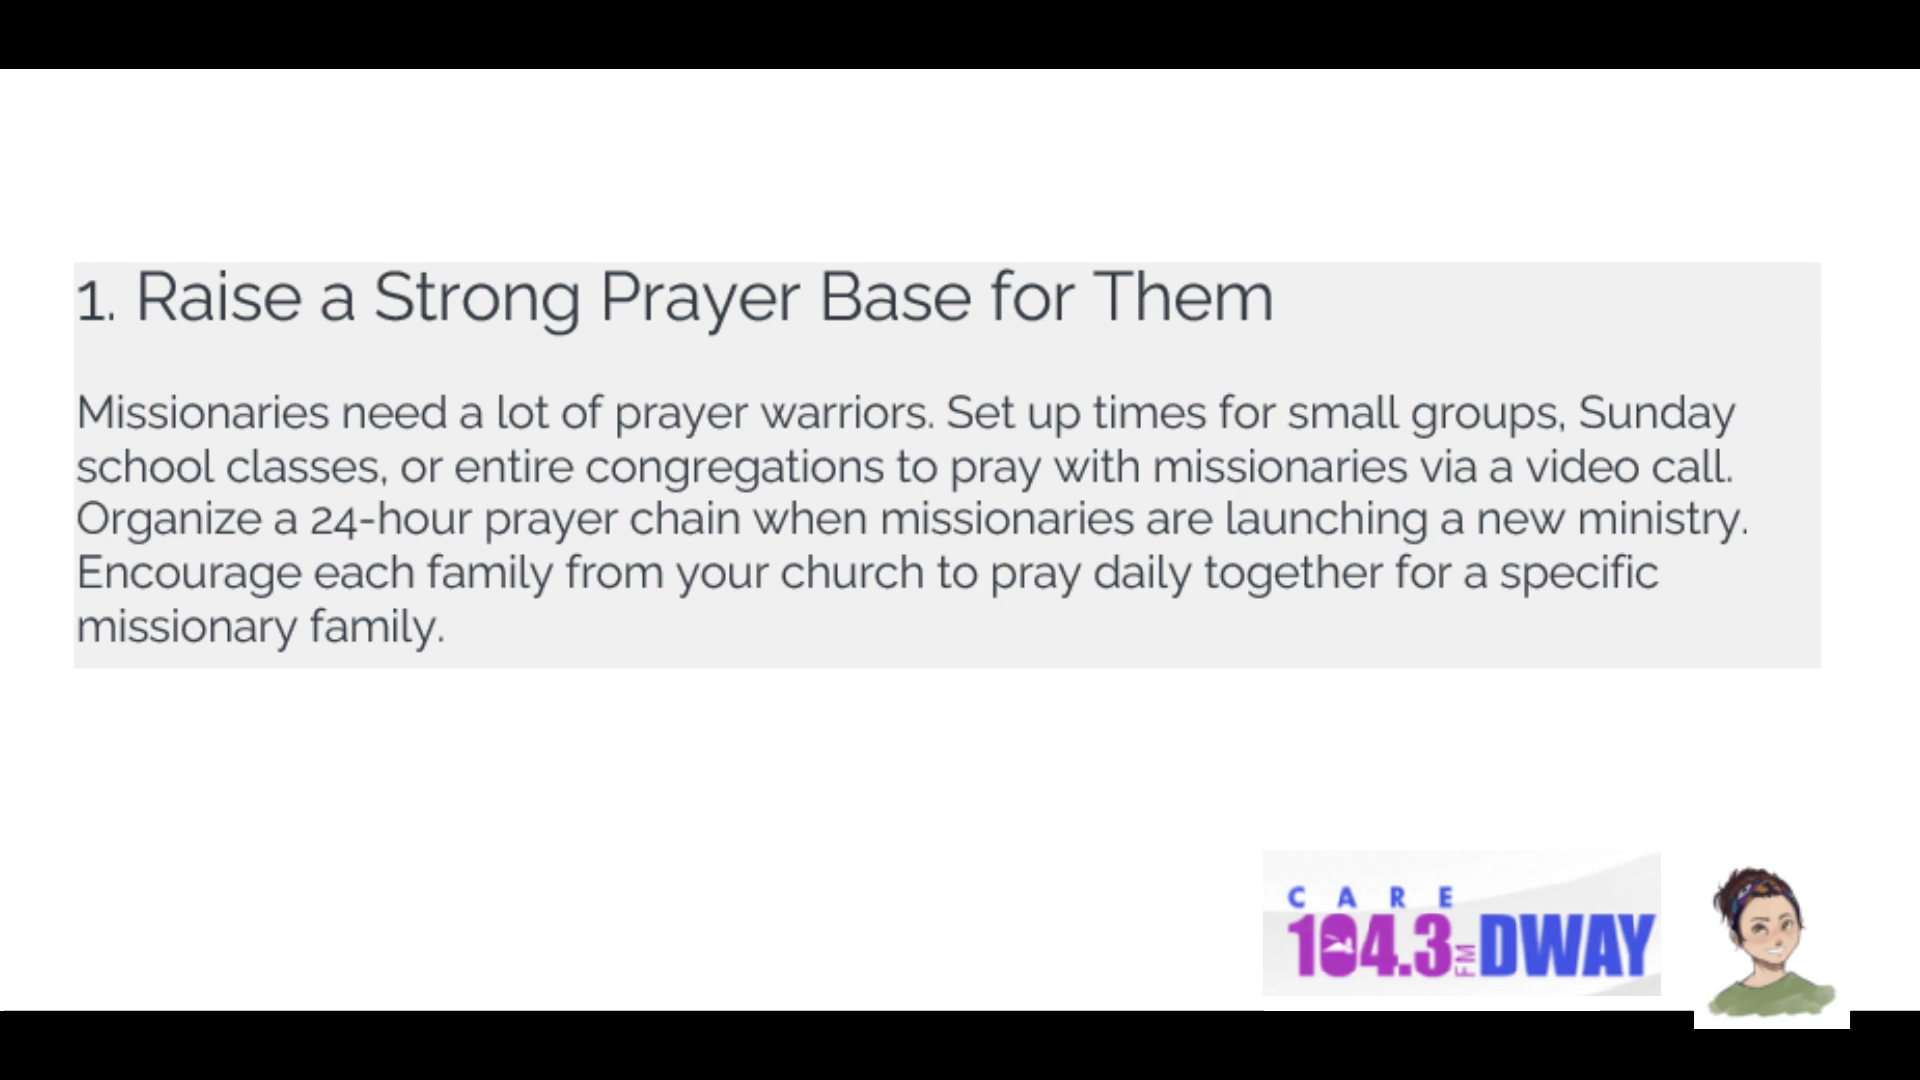 1. Raise a Strong Prayer Base for Them
Missionaries need a lot of prayer warriors. Set up times for small groups, Sunday
school classes, or entire congregations to pray with missionaries via a video call.
Organize a 24-hour prayer chain when missionaries are launching a new ministry.
Encourage each family from your church to pray daily together for a specific
missionary family.
CARE
104.3 FM DWAY